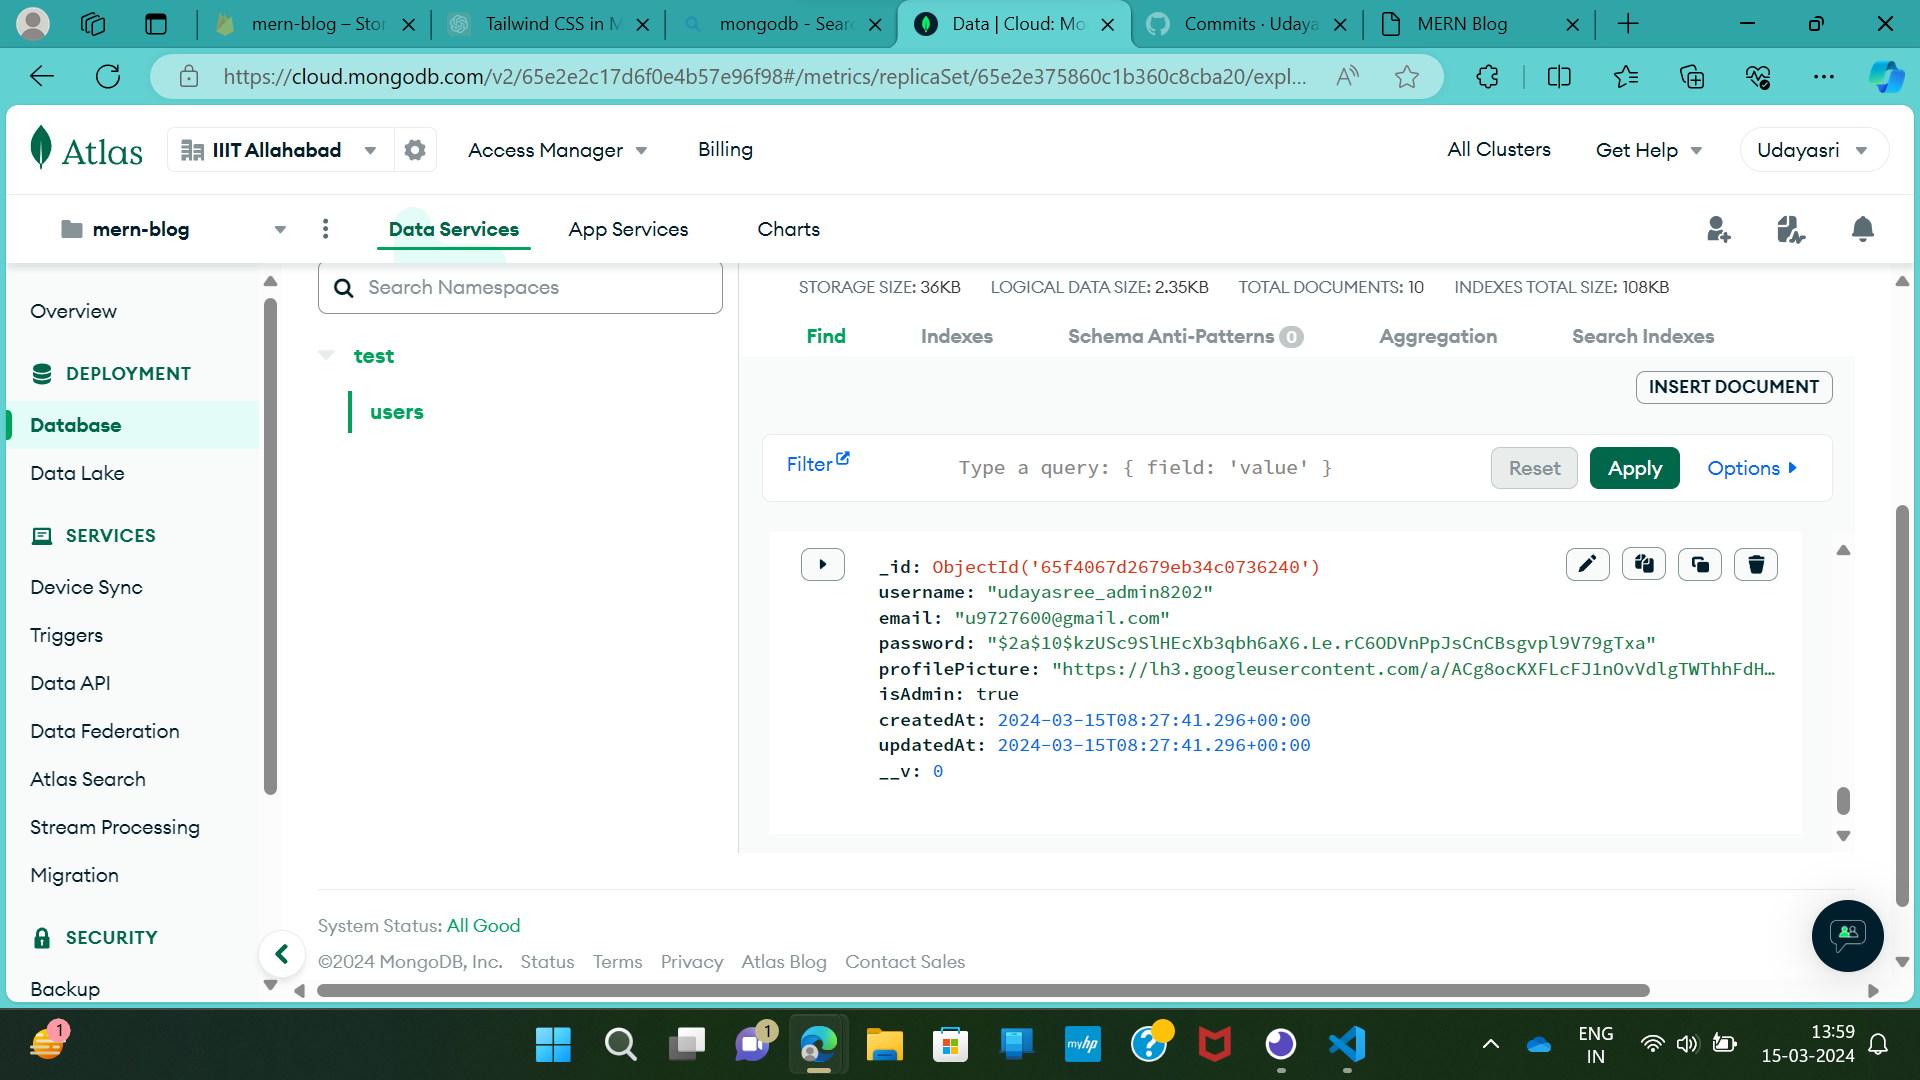 mern-blog – Stor
Tailwind CSS in M
mongodb - Searc
Data | Cloud: Mo
Commits · Udaya
MERN Blog
https://cloud.mongodb.com/v2/65e2e2c17d6f0e4b57e96f98#/metrics/replicaSet/65e2e375860c1b360c8cba20/expl...
Atlas
IIIT Allahabad
Access Manager
Billing
All Clusters
Get Help
Udayasri
mern-blog
Data Services
App Services
Charts
Overview
DEPLOYMENT
Database
Data Lake
SERVICES
Device Sync
Triggers
Data API
Data Federation
Atlas Search
Stream Processing
Migration
SECURITY
Backup
Search Namespaces
test
users
STORAGE SIZE: 36KB LOGICAL DATA SIZE: 2.35KB TOTAL DOCUMENTS: 10 INDEXES TOTAL SIZE: 108KB
Find Indexes Schema Anti-Patterns 0 Aggregation Search Indexes
INSERT DOCUMENT
Filter Type a query: { field: 'value' } Reset Apply Options
_id: ObjectId('65f4067d2679eb34c0736240')
username: "udayasree_admin8202"
email: "u9727600@gmail.com"
password: "$2a$10$kzUSc9SlHEcXb3qbh6aX6.Le.rC6ODVnPpJsCnCBsgvpl9V79gTxa"
profilePicture: "https://lh3.googleusercontent.com/a/ACg8ocKXFLcFJ1nOvVdlgTWThhFdH…
isAdmin: true
createdAt: 2024-03-15T08:27:41.296+00:00
updatedAt: 2024-03-15T08:27:41.296+00:00
__v: 0
System Status: All Good
©2024 MongoDB, Inc. Status Terms Privacy Atlas Blog Contact Sales
1
1
myhp
ENG
IN
13:59
15-03-2024